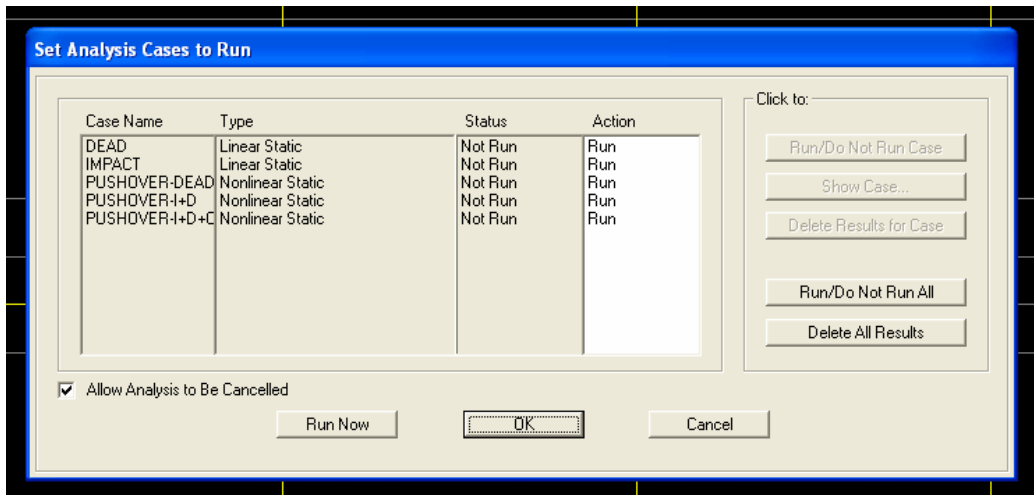 Set Analysis Cases to Run
Case Name Type Status Action
DEAD Linear Static Not Run Run
IMPACT Linear Static Not Run Run
PUSHOVER-DEAD Nonlinear Static Not Run Run
PUSHOVER-I+D Nonlinear Static Not Run Run
PUSHOVER-I+D+ Nonlinear Static Not Run Run
Click to:
Run/Do Not Run Case
Show Case...
Delete Results for Case
Run/Do Not Run All
Delete All Results
Allow Analysis to Be Cancelled
Run Now OK Cancel